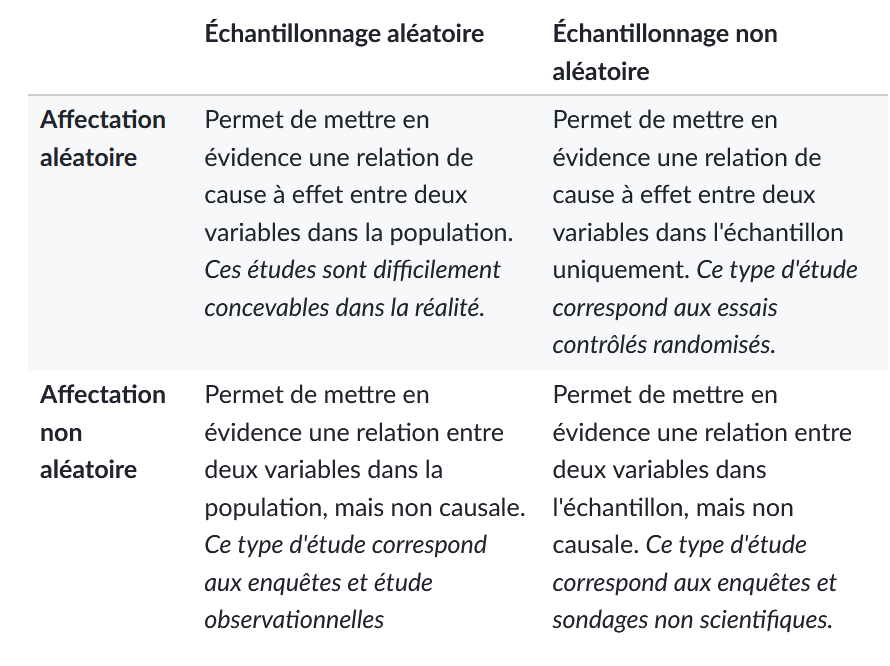 Échantillonnage aléatoire
Échantillonnage non
aléatoire
Affectation
aléatoire
Permet de mettre en
évidence une relation de
cause à effet entre deux
variables dans la population.
Ces études sont difficilement
concevables dans la réalité.
Permet de mettre en
évidence une relation de
cause à effet entre deux
variables dans l'échantillon
uniquement. Ce type d'étude
correspond aux essais
contrôlés randomisés.
Affectation
non
aléatoire
Permet de mettre en
évidence une relation entre
deux variables dans la
population, mais non causale.
Ce type d'étude correspond
aux enquêtes et étude
observationnelles
Permet de mettre en
évidence une relation entre
deux variables dans
l'échantillon, mais non
causale. Ce type d'étude
correspond aux enquêtes et
sondages non scientifiques.